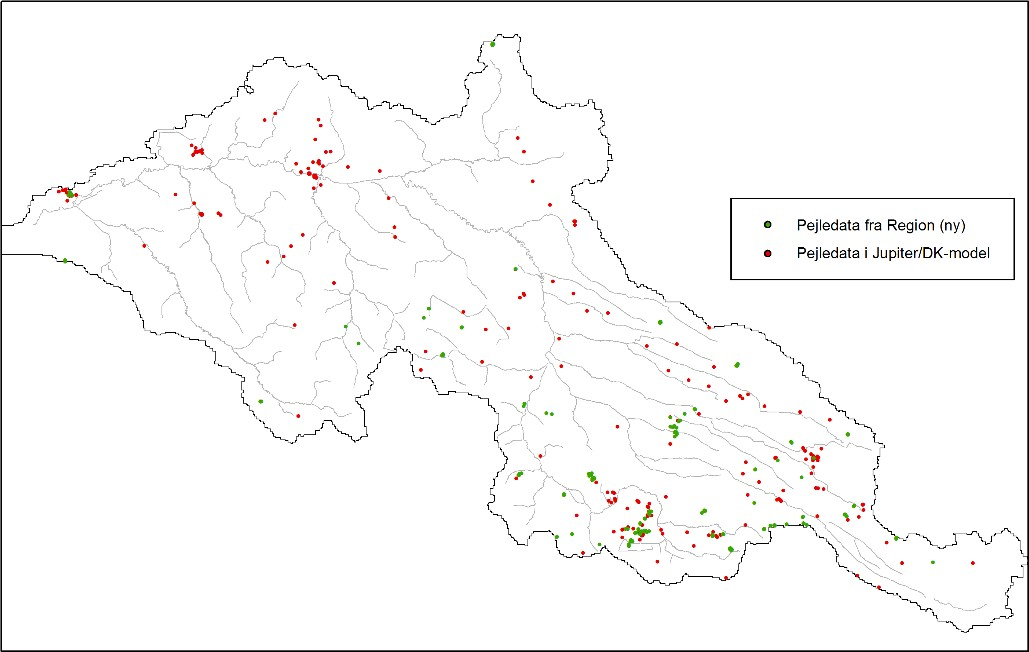 Pejledata fra Region (ny)
Pejledata i Jupiter/DK-model